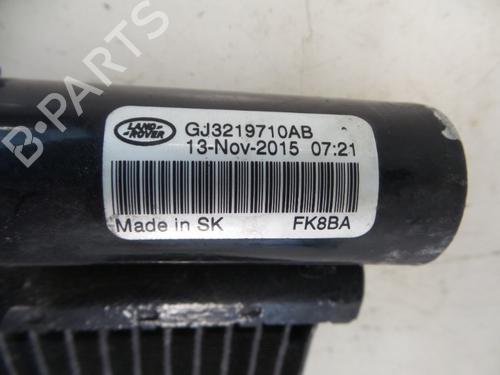 B-PARTS
LAND-
ROVER
GJ3219710AB
13-Nov-2015 07:21
Made in SK
FK8BA